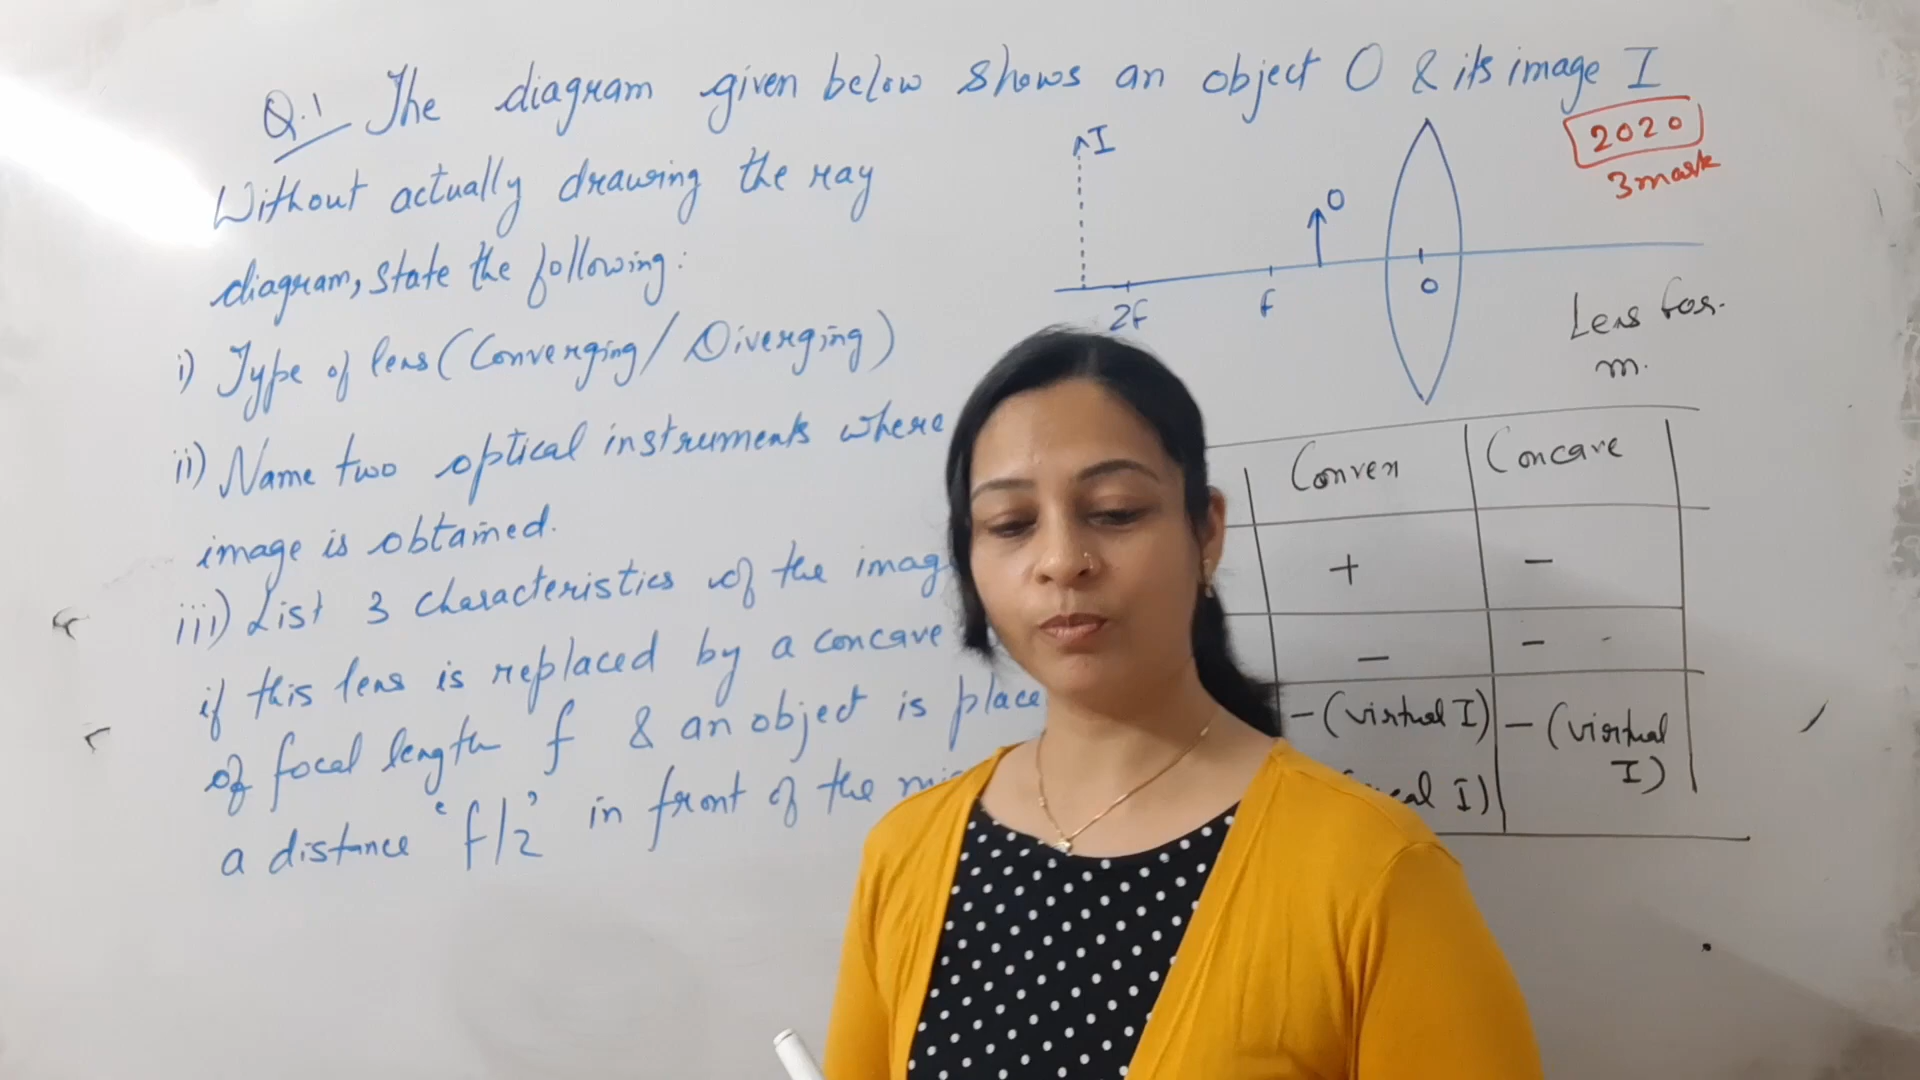 Q.1 The diagram given below shows an object O & its image I
Without actually drawing the ray
diagram, state the following:
i) Type of lens (Converging/ Diverging)
ii) Name two optical instruments where
image is obtained.
iii) List 3 characteristics of the imag
if this lens is replaced by a concave
of focal length f & an object is place
a distance 'f/2' in front of the
2020
3 mark
I
O
2F
F
O
Lens for.
m.
Convex Concave
+ -
- -
- (virtual I) - (virtual
I)
I)